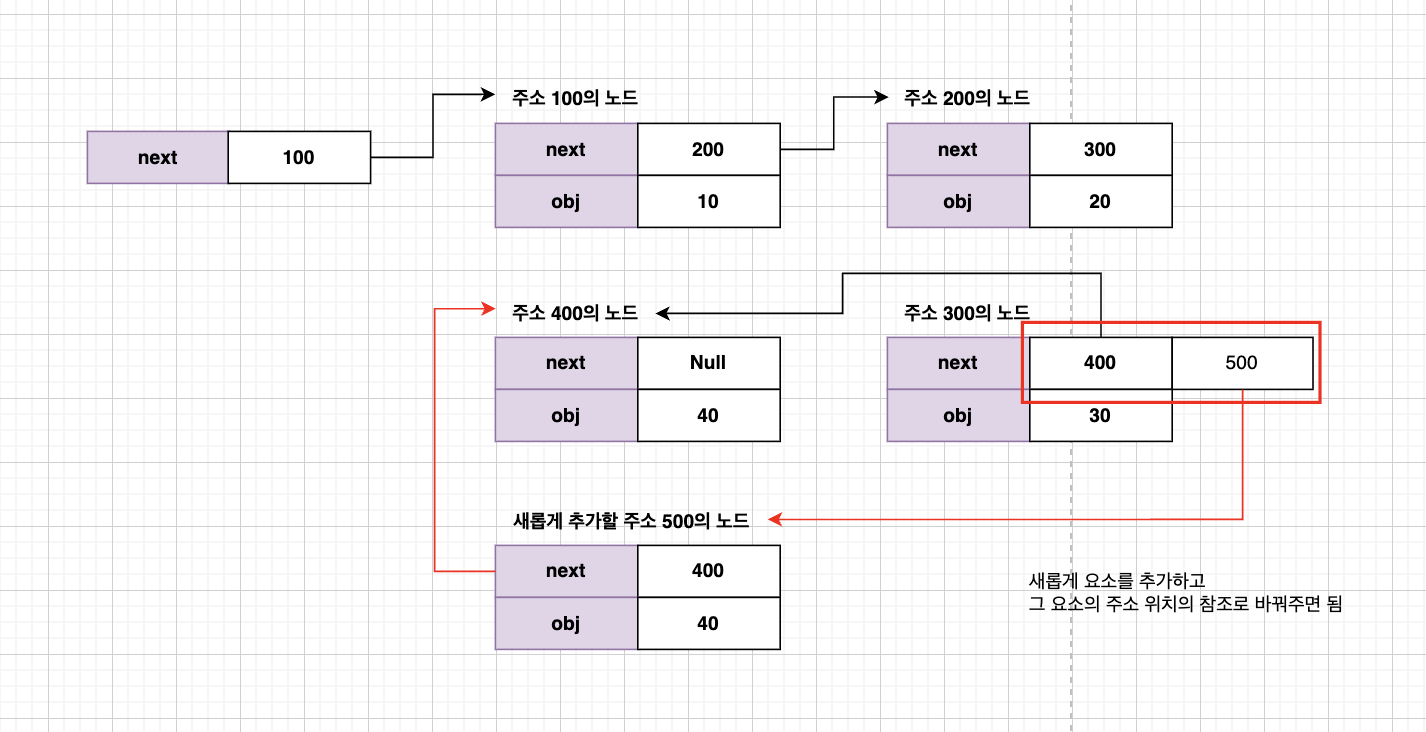 주소 100의 노드
주소 200의 노드
next 100
next 200
obj 10
next 300
obj 20
주소 400의 노드
주소 300의 노드
next Null
obj 40
next 400 500
obj 30
새롭게 추가할 주소 500의 노드
next 400
obj 40
새롭게 요소를 추가하고
그 요소의 주소 위치의 참조로 바꿔주면 됨